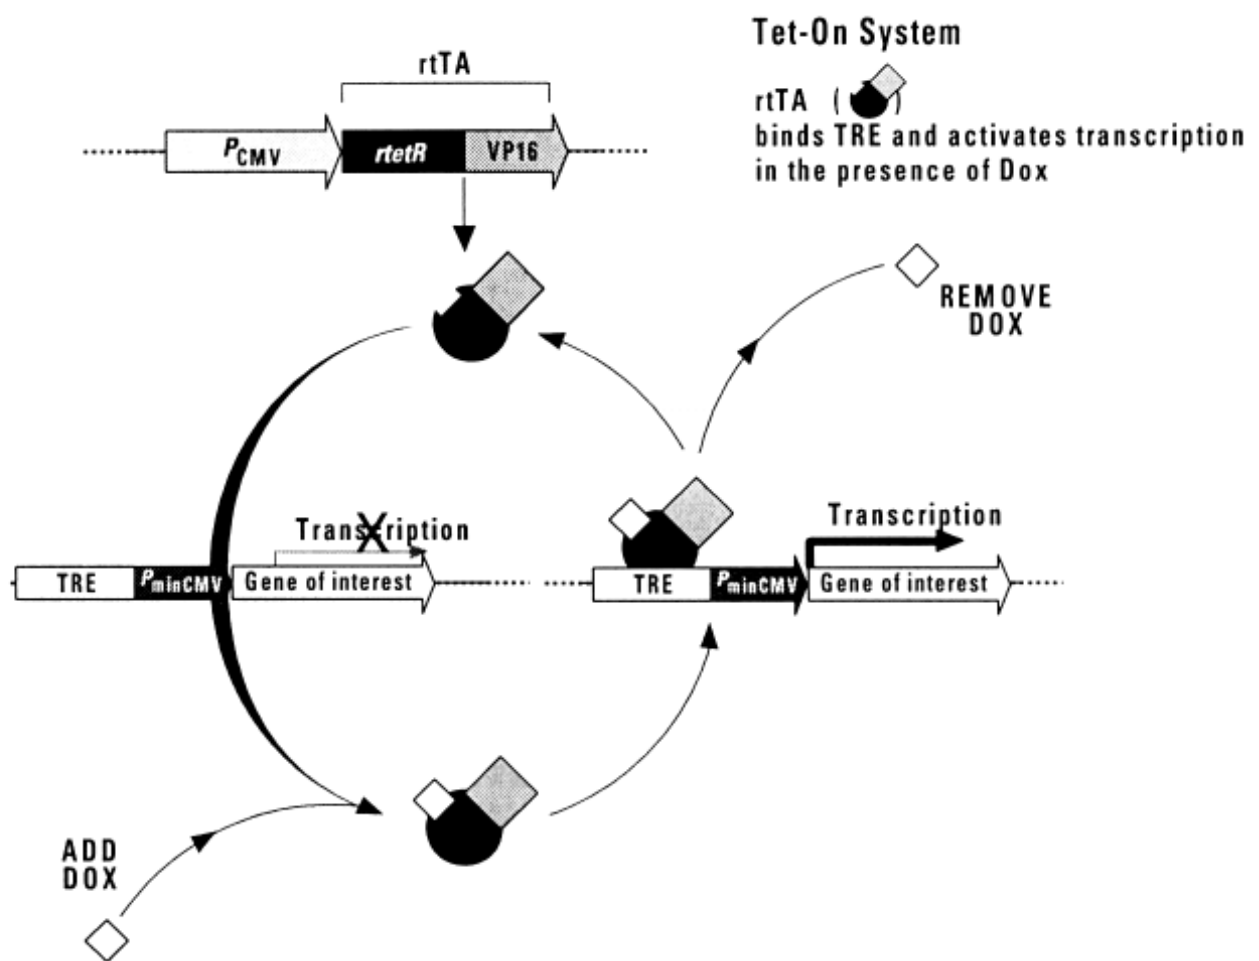 Tet-On System
rtTA
rtTA ( )
binds TRE and activates transcription
in the presence of Dox
PCMV
rtetR
VP16
REMOVE
DOX
Transcription
TRE
PminCMV
Gene of interest
Transcription
TRE
PminCMV
Gene of interest
ADD
DOX